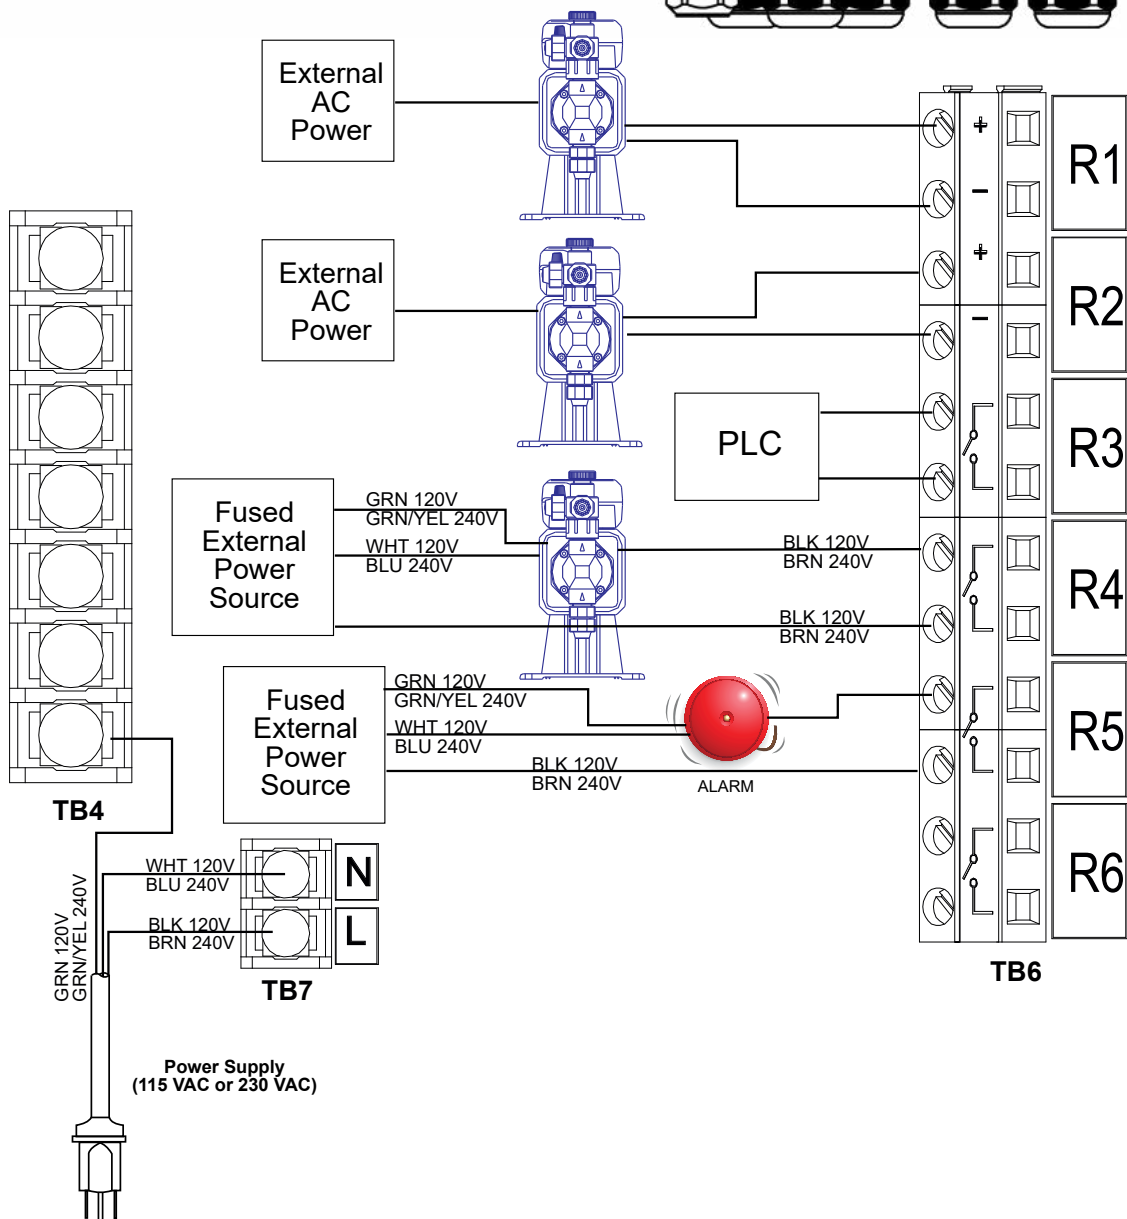 External
AC
Power
+
R1
−
External
AC
Power
+
R2
−
PLC
R3
Fused
External
Power
Source
GRN 120V
GRN/YEL 240V
WHT 120V
BLU 240V
BLK 120V
BRN 240V
R4
BLK 120V
BRN 240V
Fused
External
Power
Source
GRN 120V
GRN/YEL 240V
WHT 120V
BLU 240V
BLK 120V
BRN 240V
ALARM
R5
R6
TB6
TB4
WHT 120V
BLU 240V
N
BLK 120V
BRN 240V
L
TB7
GRN 120V
GRN/YEL 240V
Power Supply
(115 VAC or 230 VAC)